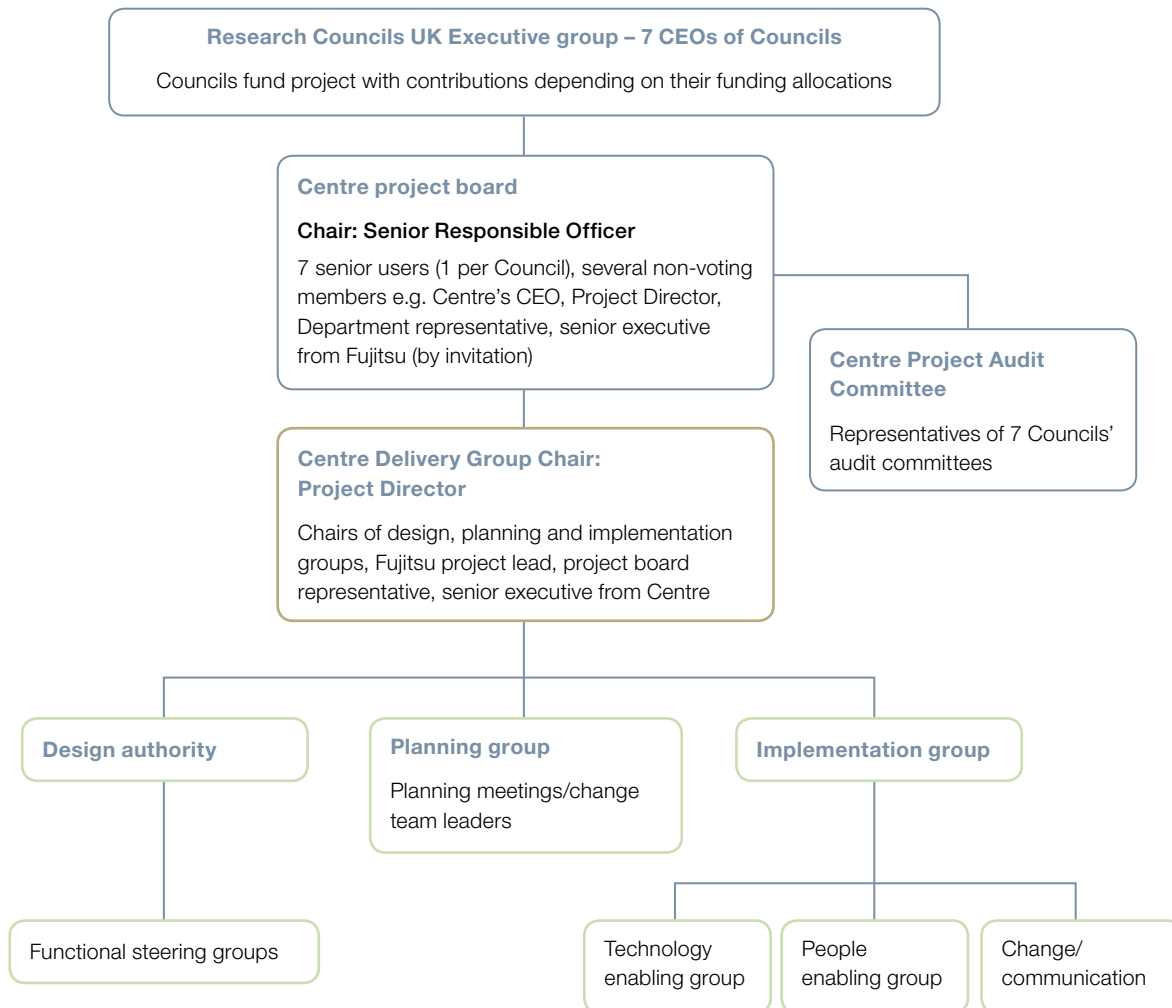 Research Councils UK Executive group – 7 CEOs of Councils
Councils fund project with contributions depending on their funding allocations
Centre project board
Chair: Senior Responsible Officer
7 senior users (1 per Council), several non-voting
members e.g. Centre’s CEO, Project Director,
Department representative, senior executive
from Fujitsu (by invitation)
Centre Project Audit
Committee
Representatives of 7 Councils’
audit committees
Centre Delivery Group Chair:
Project Director
Chairs of design, planning and implementation
groups, Fujitsu project lead, project board
representative, senior executive from Centre
Design authority
Planning group
Planning meetings/change
team leaders
Implementation group
Functional steering groups
Technology
enabling group
People
enabling group
Change/
communication